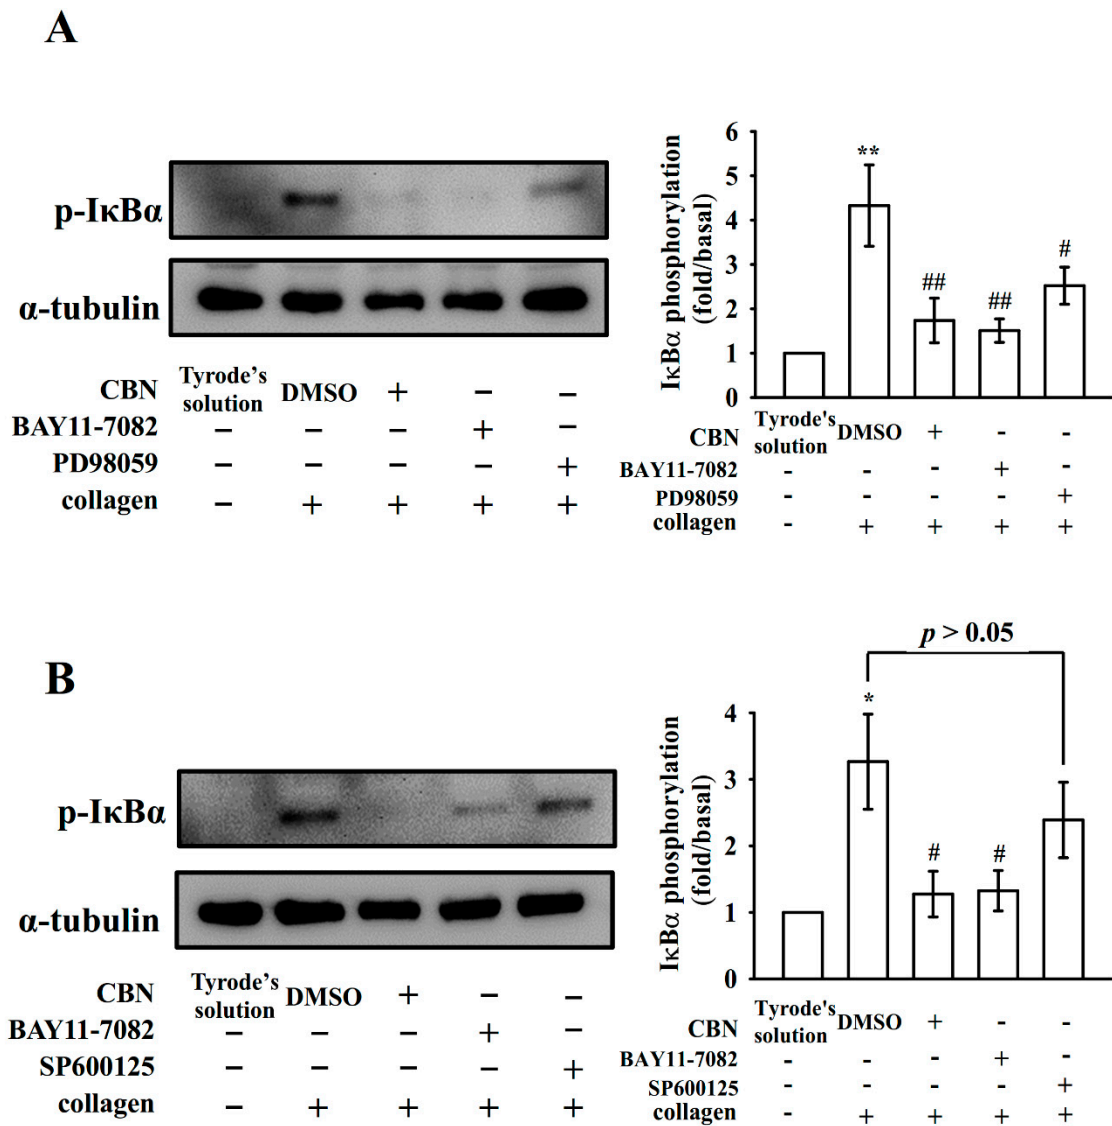 A
p-IκBα
α-tubulin
CBN Tyrode's solution DMSO + − −
BAY11-7082 − − − + −
PD98059 − − − − +
collagen − + + + +
IκBα phosphorylation
(fold/basal)
6
5
4
3
2
1
0
**
##
##
#
CBN Tyrode's solution DMSO + - -
BAY11-7082 - - - + -
PD98059 - - - - +
collagen - + + + +
B
p-IκBα
α-tubulin
CBN Tyrode's solution DMSO + − −
BAY11-7082 − − − + −
SP600125 − − − − +
collagen − + + + +
p > 0.05
IκBα phosphorylation
(fold/basal)
4
3
2
1
0
*
#
#
CBN Tyrode's solution DMSO + - -
BAY11-7082 - - - + -
SP600125 - - - - +
collagen - + + + +